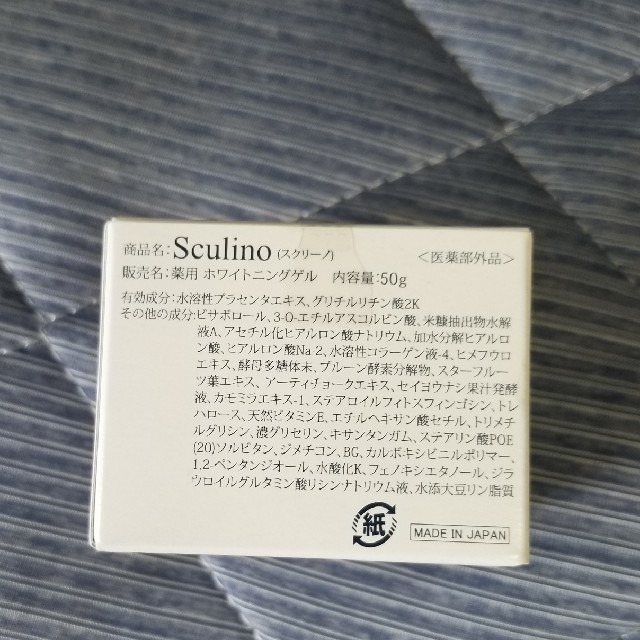 商品名：Sculino（スクリーノ） ＜医薬部外品＞
販売名：薬用 ホワイトニングゲル 内容量：50g
有効成分：水溶性プラセンタエキス、グリチルリチン酸2K
その他の成分：ビサボロール、3-O-エチルアスコルビン酸、米糠抽出物水解
液A、アセチル化ヒアルロン酸ナトリウム、加水分解ヒアルロ
ン酸、ヒアルロン酸Na-2、水溶性コラーゲン液-4、ヒメフウロ
エキス、酵母多糖体末、プルーン酵素分解物、スターフルー
ツ葉エキス、アーティチョークエキス、セイヨウナシ果汁発酵
液、カモミラエキス-1、ステアロイルフィトスフィンゴシン、トレ
ハロース、天然ビタミンE、エチルヘキサン酸セチル、トリメチ
ルグリシン、濃グリセリン、キサンタンガム、ステアリン酸POE
(20)ソルビタン、ジメチコン、BG、カルボキシビニルポリマー、
1,2-ペンタンジオール、水酸化K、フェノキシエタノール、ジラ
ウロイルグルタミン酸リシンナトリウム液、水添大豆リン脂質
紙
MADE IN JAPAN